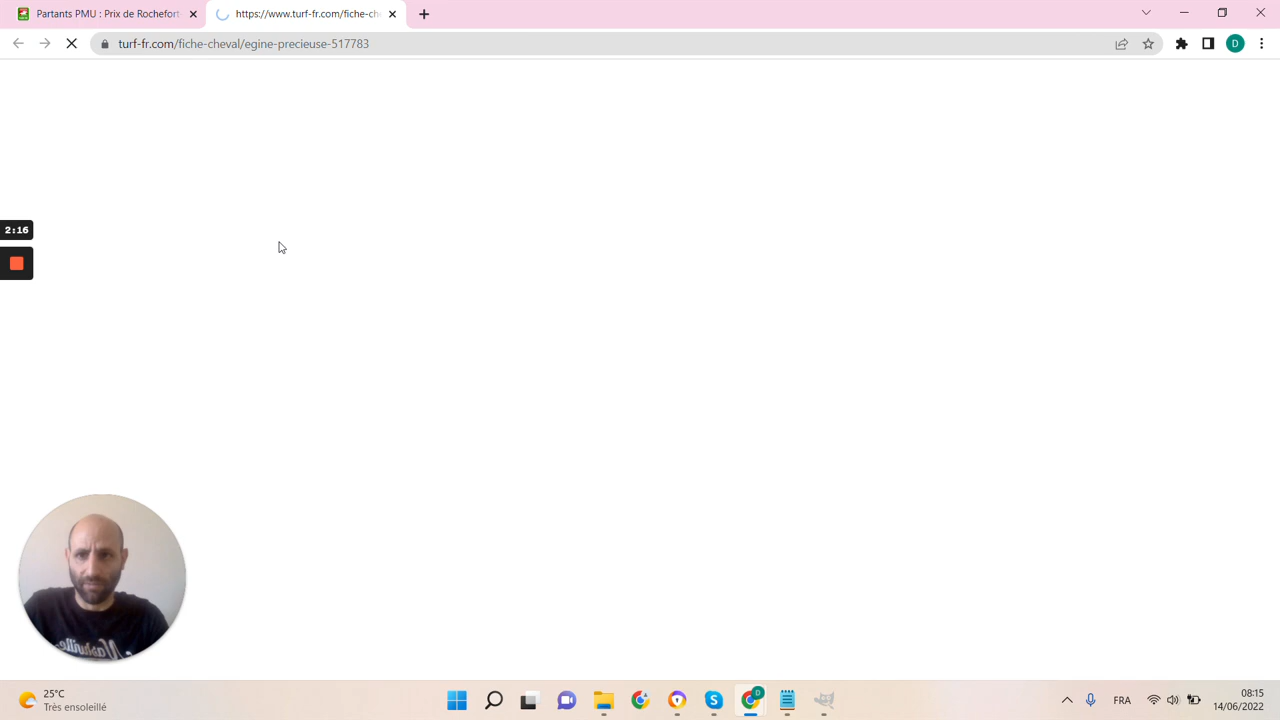 Partants PMU : Prix de Rochefort
https://www.turf-fr.com/fiche-ch
turf-fr.com/fiche-cheval/egine-precieuse-517783
D
2:16
Nashville
25°C
Très ensoleillé
D
FRA
08:15
14/06/2022